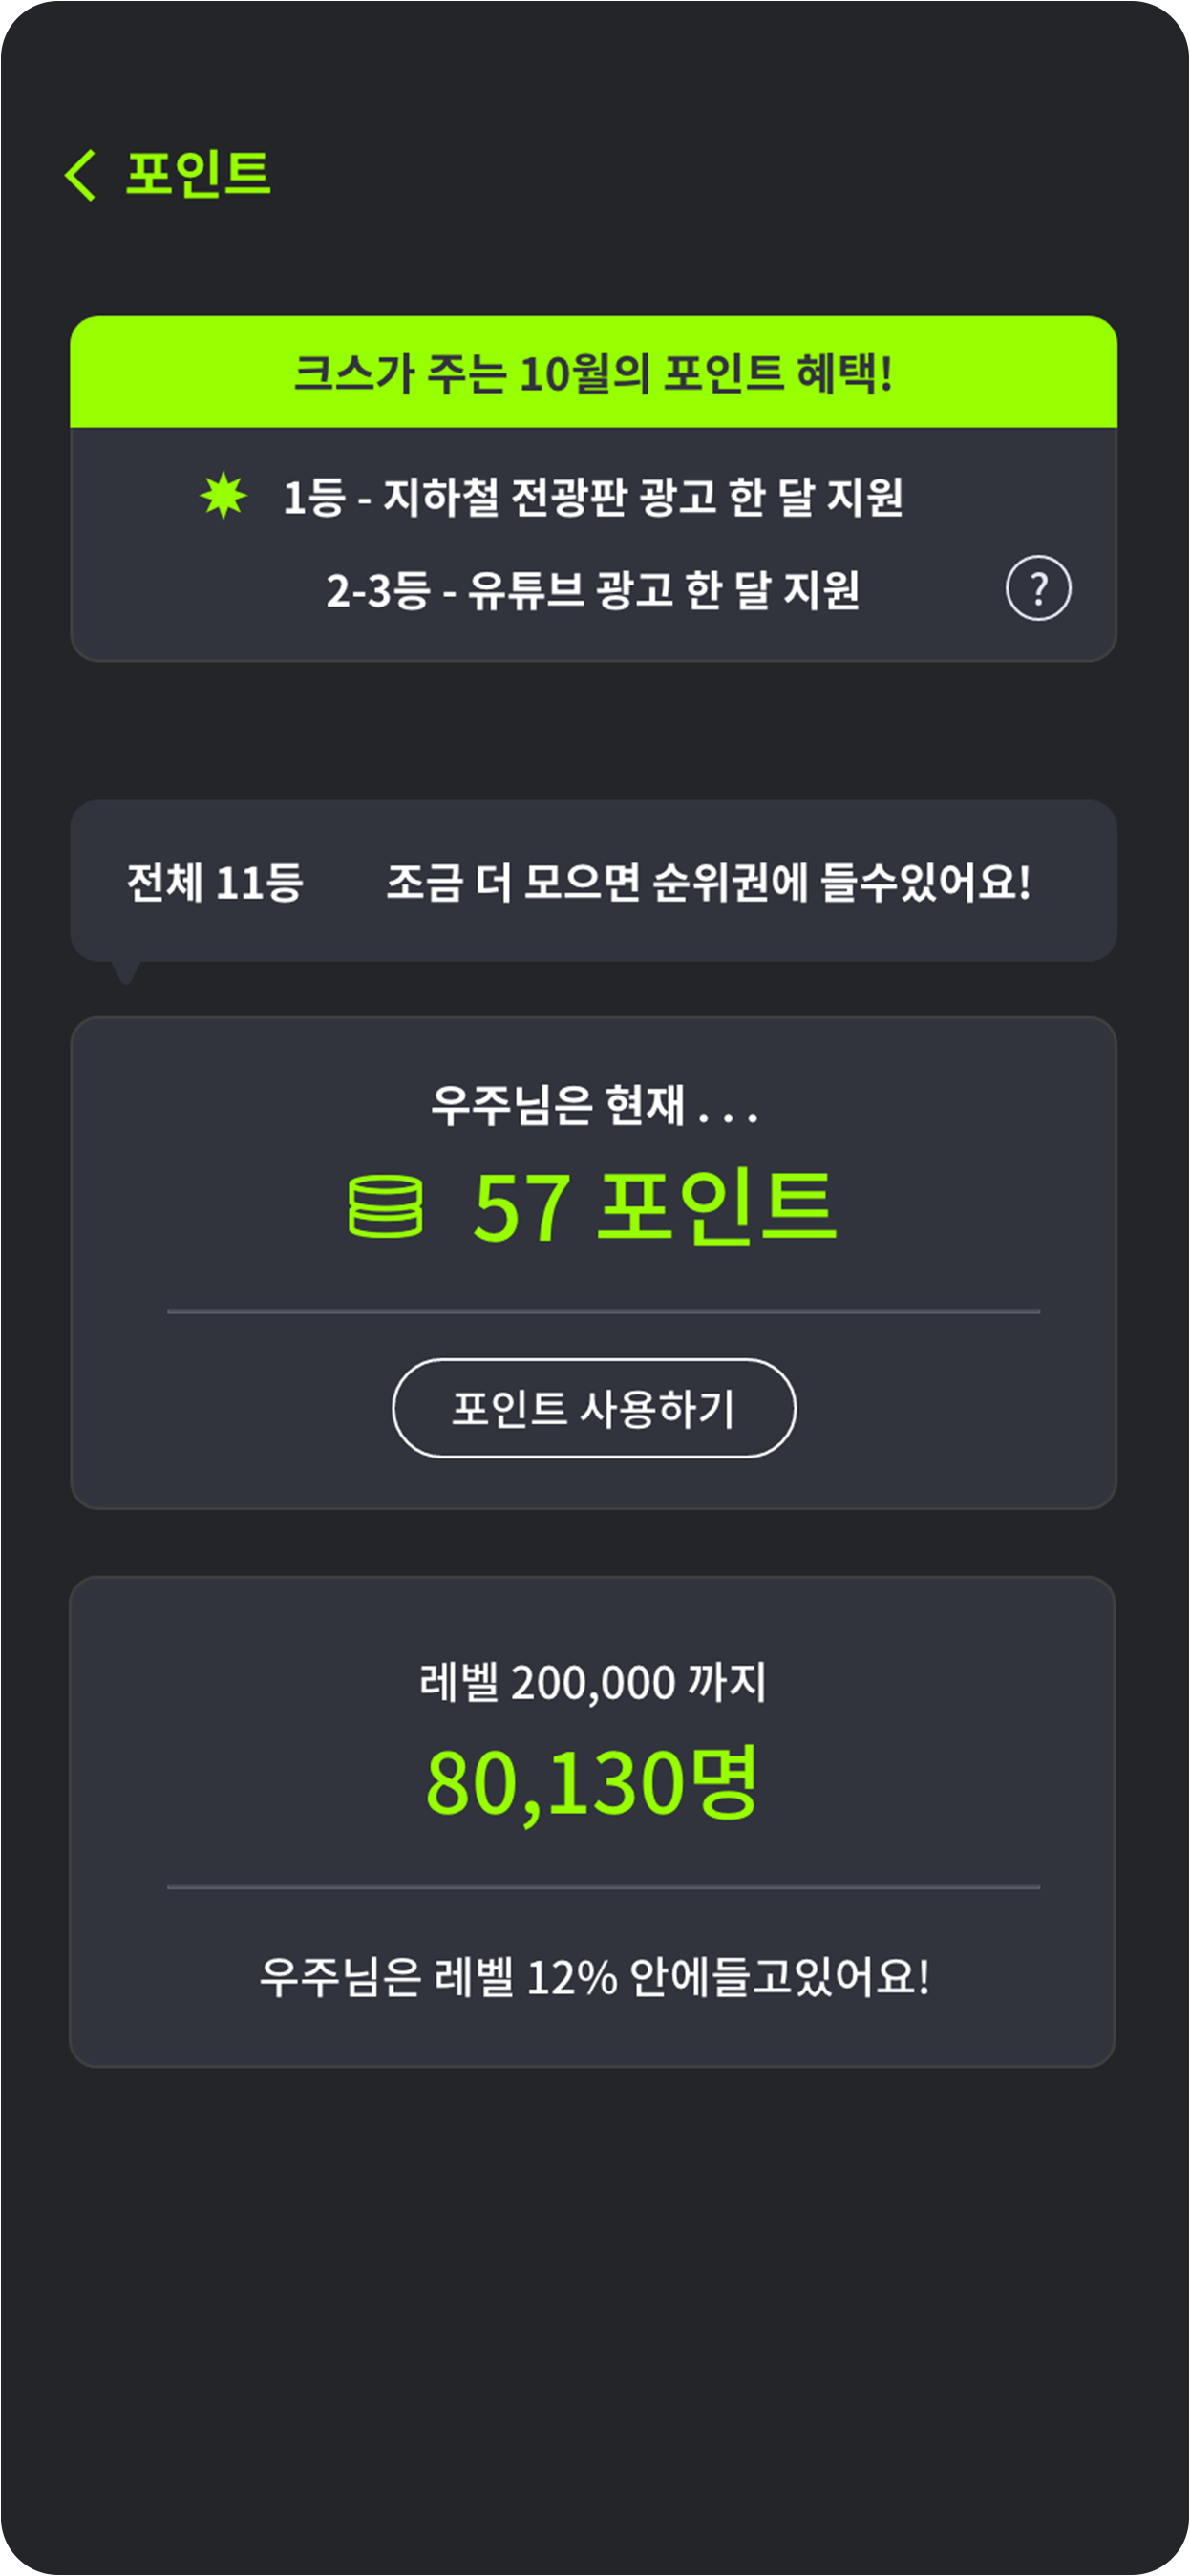 포인트
크스가 주는 10월의 포인트 혜택!
1등 - 지하철 전광판 광고 한 달 지원
2-3등 - 유튜브 광고 한 달 지원
?
전체 11등 조금 더 모으면 순위권에 들수있어요!
우주님은 현재 . . .
57 포인트
포인트 사용하기
레벨 200,000 까지
80,130명
우주님은 레벨 12% 안에들고있어요!